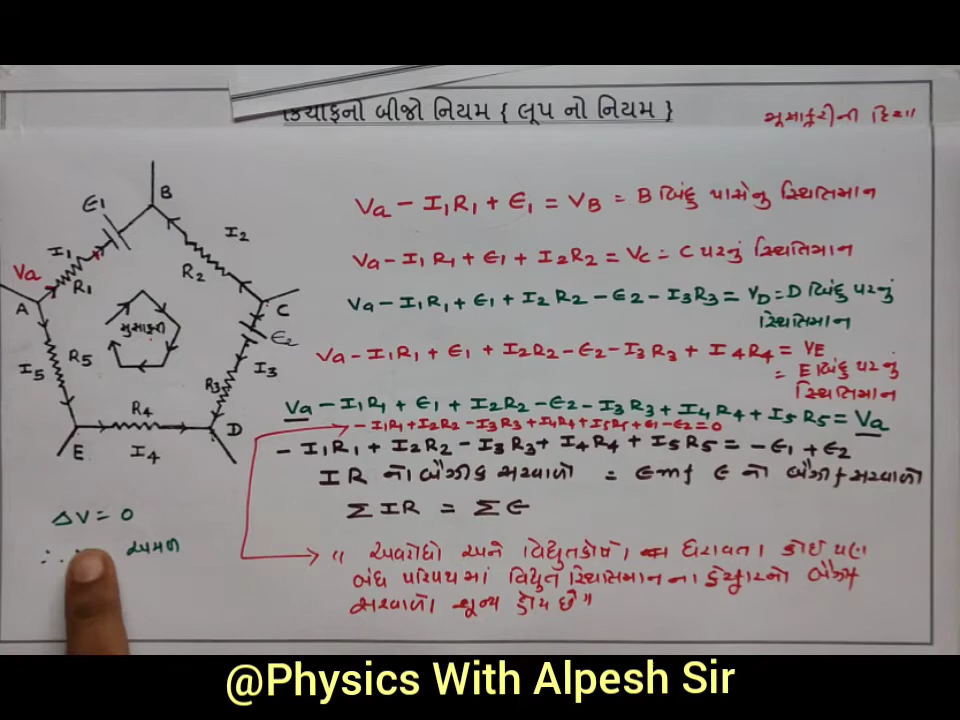 કિર્ચોફનો બીજો નિયમ { લૂપ નો નિયમ }
મુસાફરીની દિશા
Va - I₁R₁ + ε₁ = VB = B બિંદુ પાસેનુ સ્થિતિમાન
Va - I₁R₁ + ε₁ + I₂R₂ = Vc = C પરનું સ્થિતિમાન
Va - I₁R₁ + ε₁ + I₂R₂ - ε₂ - I₃R₃ = VD = D બિંદુ પરનું
સ્થિતિમાન
Va - I₁R₁ + ε₁ + I₂R₂ - ε₂ - I₃R₃ + I₄R₄ = VE
= E બિંદુ પરનું
સ્થિતિમાન
Va - I₁R₁ + ε₁ + I₂R₂ - ε₂ - I₃R₃ + I₄R₄ + I₅R₅ = Va
- I₁R₁ + I₂R₂ - I₃R₃ + I₄R₄ + I₅R₅ + ε₁ - ε₂ = 0
- I₁R₁ + I₂R₂ - I₃R₃ + I₄R₄ + I₅R₅ = - ε₁ + ε₂
IR નો બૈજીક સરવાળો = emf ε નો બૈજીક સરવાળો
Σ IR = Σ ε
" અવરોધો અને વિદ્યુતકોષો ધરાવતા કોઈ પણ
બંધ પરિપથમાં વિદ્યુત સ્થિતિમાન ના ફેરફારનો બૈજીક
સરવાળો શૂન્ય હોય છે"
B
ε₁
I₁
I₂
Va
R₁
R₂
A
C
મુસાફરી
ε₂
R₅
I₅
I₃
R₃
R₄
E
D
I₄
ΔV = 0
∴
@Physics With Alpesh Sir